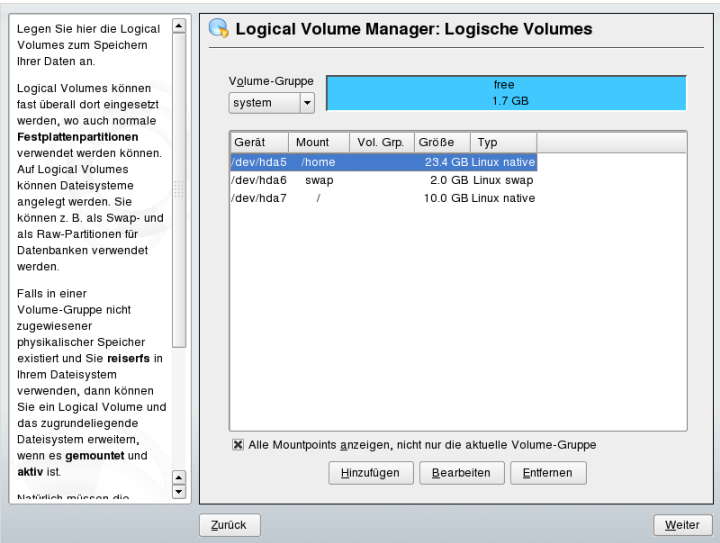 Legen Sie hier die Logical
Volumes zum Speichern
Ihrer Daten an.
Logical Volumes können
fast überall dort eingesetzt
werden, wo auch normale
Festplattenpartitionen
verwendet werden können.
Auf Logical Volumes
können Dateisysteme
angelegt werden. Sie
können z. B. als Swap- und
als Raw-Partitionen für
Datenbanken verwendet
werden.
Falls in einer
Volume-Gruppe nicht
zugewiesener
physikalischer Speicher
existiert und Sie reiserfs in
Ihrem Dateisystem
verwenden, dann können
Sie ein Logical Volume und
das zugrundeliegende
Dateisystem erweitern,
wenn es gemountet und
aktiv ist.
Natürlich müssen die
Logical Volume Manager: Logische Volumes
Volume-Gruppe
system
free
1.7 GB
Gerät Mount Vol. Grp. Größe Typ
/dev/hda5 /home 23.4 GB Linux native
/dev/hda6 swap 2.0 GB Linux swap
/dev/hda7 / 10.0 GB Linux native
Alle Mountpoints anzeigen, nicht nur die aktuelle Volume-Gruppe
Hinzufügen Bearbeiten Entfernen
Zurück Weiter